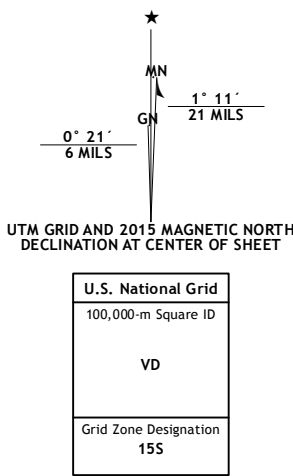 ★
MN
GN
1° 11´
21 MILS
0° 21´
6 MILS
UTM GRID AND 2015 MAGNETIC NORTH
DECLINATION AT CENTER OF SHEET
U.S. National Grid
100,000-m Square ID
VD
Grid Zone Designation
15S